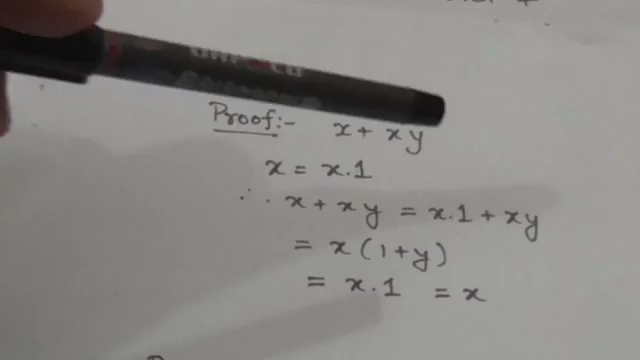 Proof:- x + xy
x = x.1
∴ x + xy = x.1 + xy
= x (1+y)
= x.1 = x